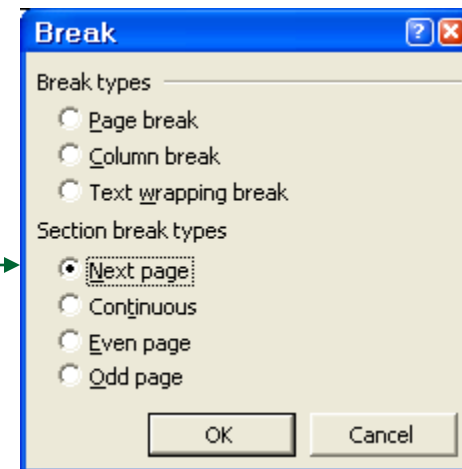 Break
Break types
Page break
Column break
Text wrapping break
Section break types
Next page
Continuous
Even page
Odd page
OK Cancel